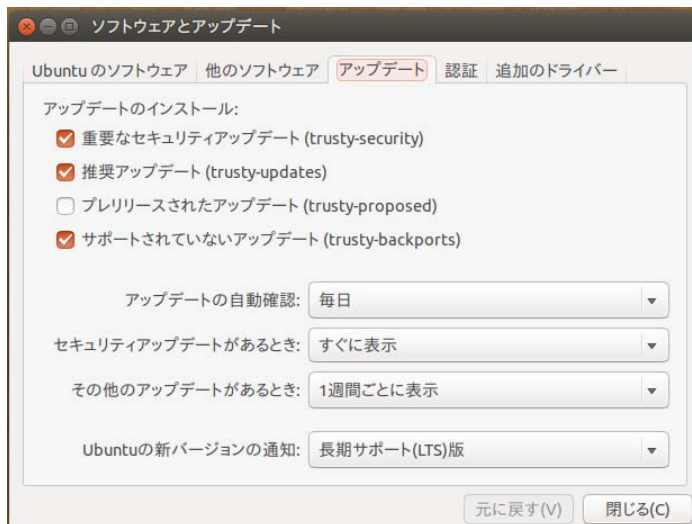 ソフトウェアとアップデート
Ubuntu のソフトウェア 他のソフトウェア アップデート 認証 追加のドライバー
アップデートのインストール:
重要なセキュリティアップデート (trusty-security)
推奨アップデート (trusty-updates)
プレリリースされたアップデート (trusty-proposed)
サポートされていないアップデート (trusty-backports)
アップデートの自動確認: 毎日
セキュリティアップデートがあるとき: すぐに表示
その他のアップデートがあるとき: 1週間ごとに表示
Ubuntuの新バージョンの通知: 長期サポート(LTS)版
元に戻す(V) 閉じる(C)